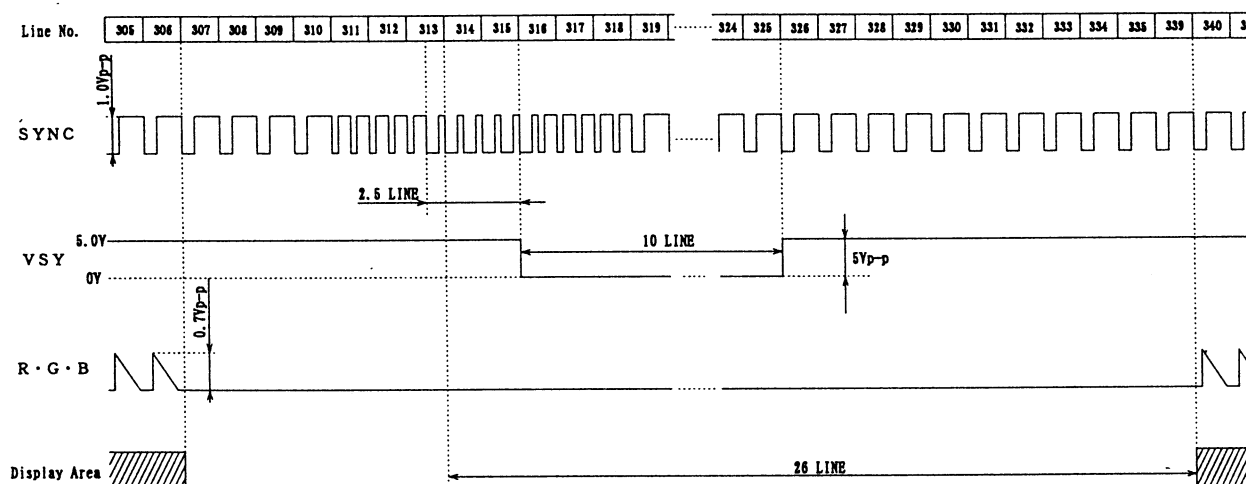 Line No. 305 306 307 308 309 310 311 312 313 314 315 316 317 318 319 324 325 326 327 328 329 330 331 332 333 334 335 339 340 3
1.0Vp-p
SYNC
2.5 LINE
5.0V
VSY
10 LINE
5Vp-p
0V
0.7Vp-p
R・G・B
Display Area
26 LINE